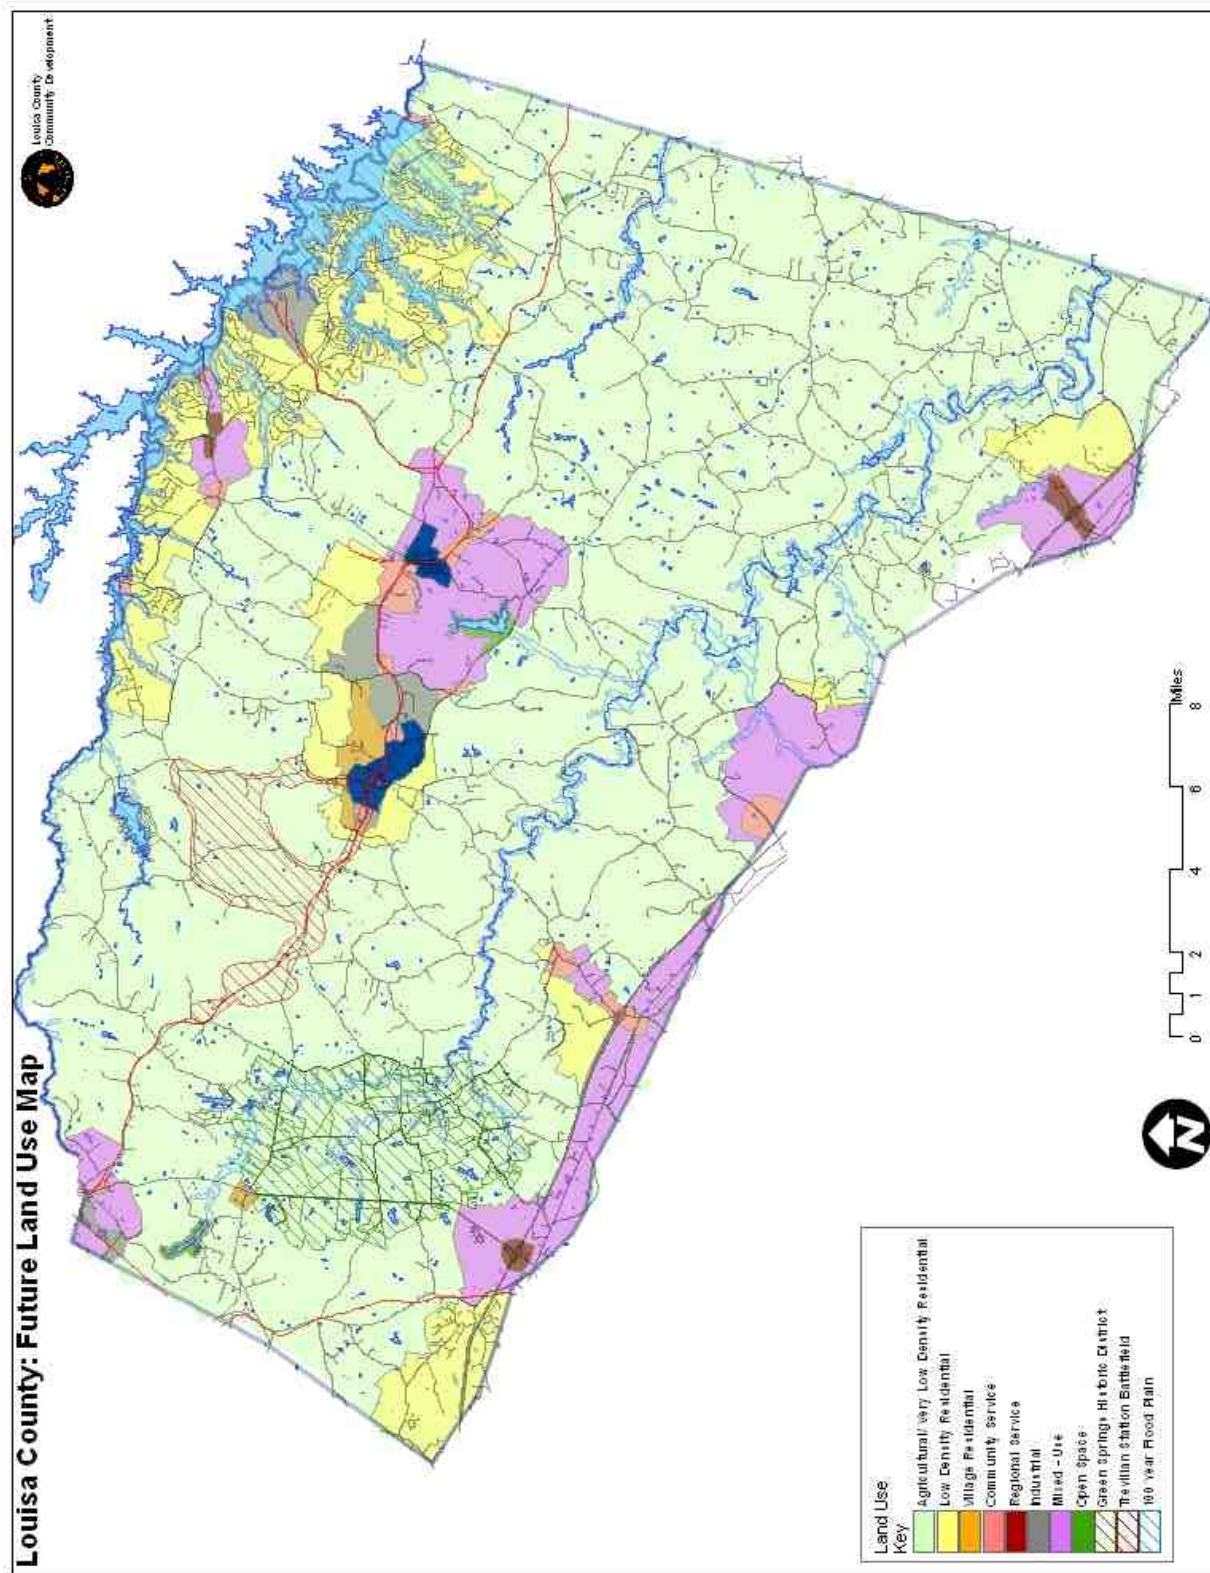 Louisa County: Future Land Use Map
Louisa County
Community Development
Land Use
Key
Agricultural/ Very Low Density Residential
Low Density Residential
Village Residential
Community Service
Regional Service
Industrial
Mixed - Use
Open Space
Green Springs Historic District
Trevilian Station Battlefield
100 Year Flood Plain
N
0 1 2 4 6 8
Miles